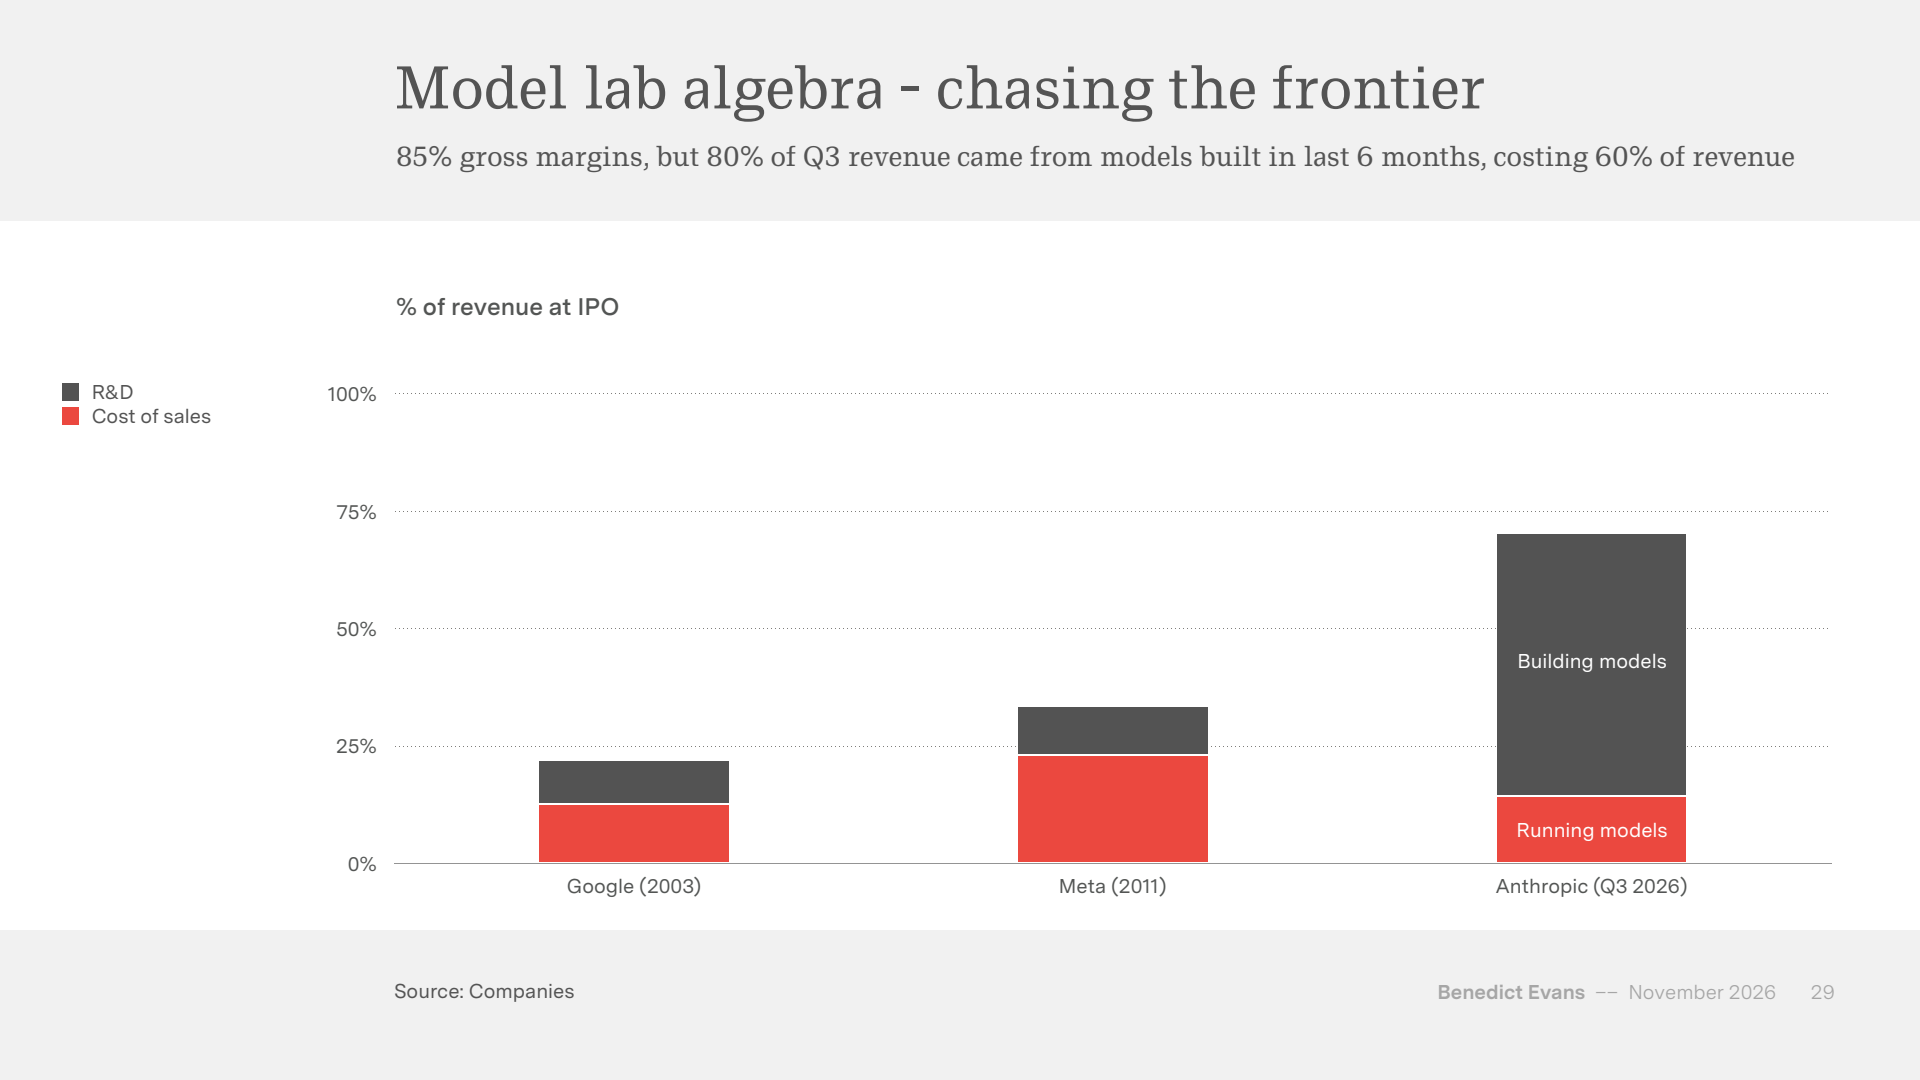 Model lab algebra - chasing the frontier
85% gross margins, but 80% of Q3 revenue came from models built in last 6 months, costing 60% of revenue
% of revenue at IPO
R&D
Cost of sales
100%
75%
50%
25%
0%
Building models
Running models
Google (2003)
Meta (2011)
Anthropic (Q3 2026)
Source: Companies
Benedict Evans –– November 2026 29